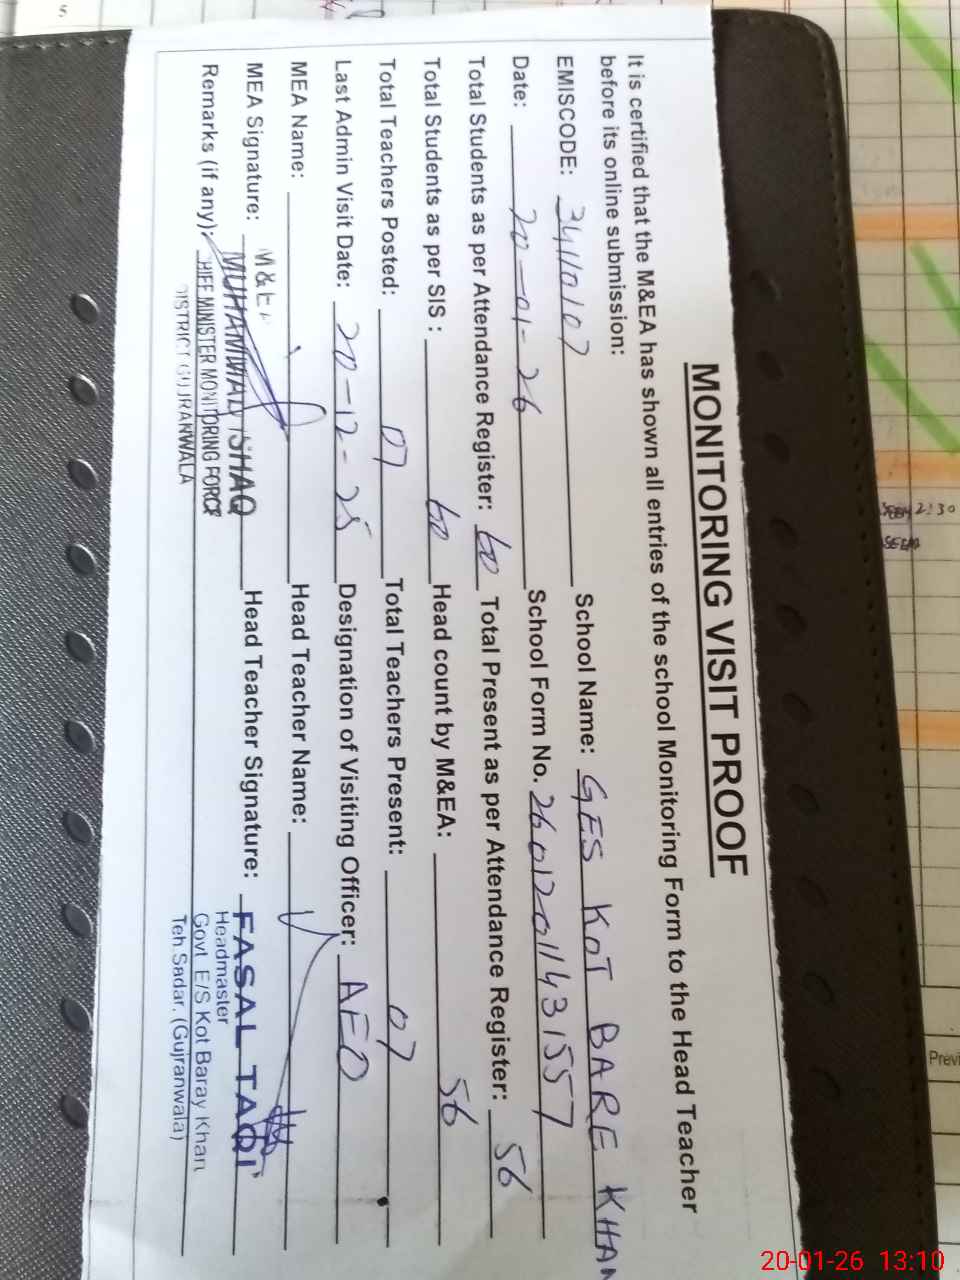 MONITORING VISIT PROOF
It is certified that the M&EA has shown all entries of the school Monitoring Form to the Head Teacher
before its online submission:
EMISCODE: 34110107 School Name: GES KOT BARE KHAN
Date: 20-01-26 School Form No. 260120114 3157
Total Students as per Attendance Register: 60 Total Present as per Attendance Register: 56
Total Students as per SIS : 60 Head count by M&EA: 56
Total Teachers Posted: 07 Total Teachers Present: 07
Last Admin Visit Date: 20-12-25 Designation of Visiting Officer: AEO
MEA Name: Head Teacher Name:
MEA Signature: M&E MUHAMMAD ISHAQ Head Teacher Signature: FASAL TAQI
Remarks (if any): CHIEF MINISTER MONITORING FORCE
DISTRICT GUJRANWALA
Headmaster
Govt E/S Kot Baray Khan
Teh Sadar, (Gujranwala)
5
2:30
Previ
20-01-26 13:10